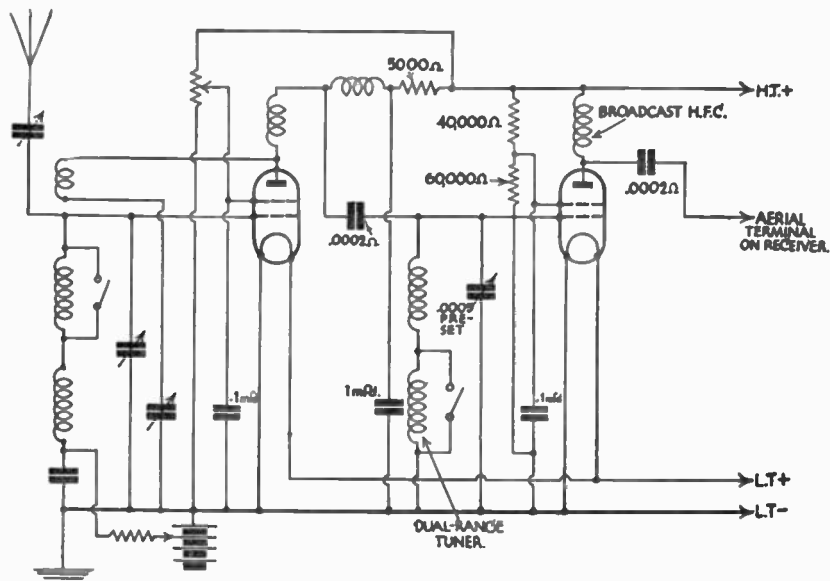 5000Ω
H.T.+
40,000Ω
BROADCAST H.F.C.
60,000Ω
.0002Ω
.0002Ω
AERIAL
TERMINAL
ON RECEIVER.
.0005
PRE-
SET
.1mfd
1mfd.
.1mfd
L.T+
L.T-
DUAL-RANGE
TUNER.